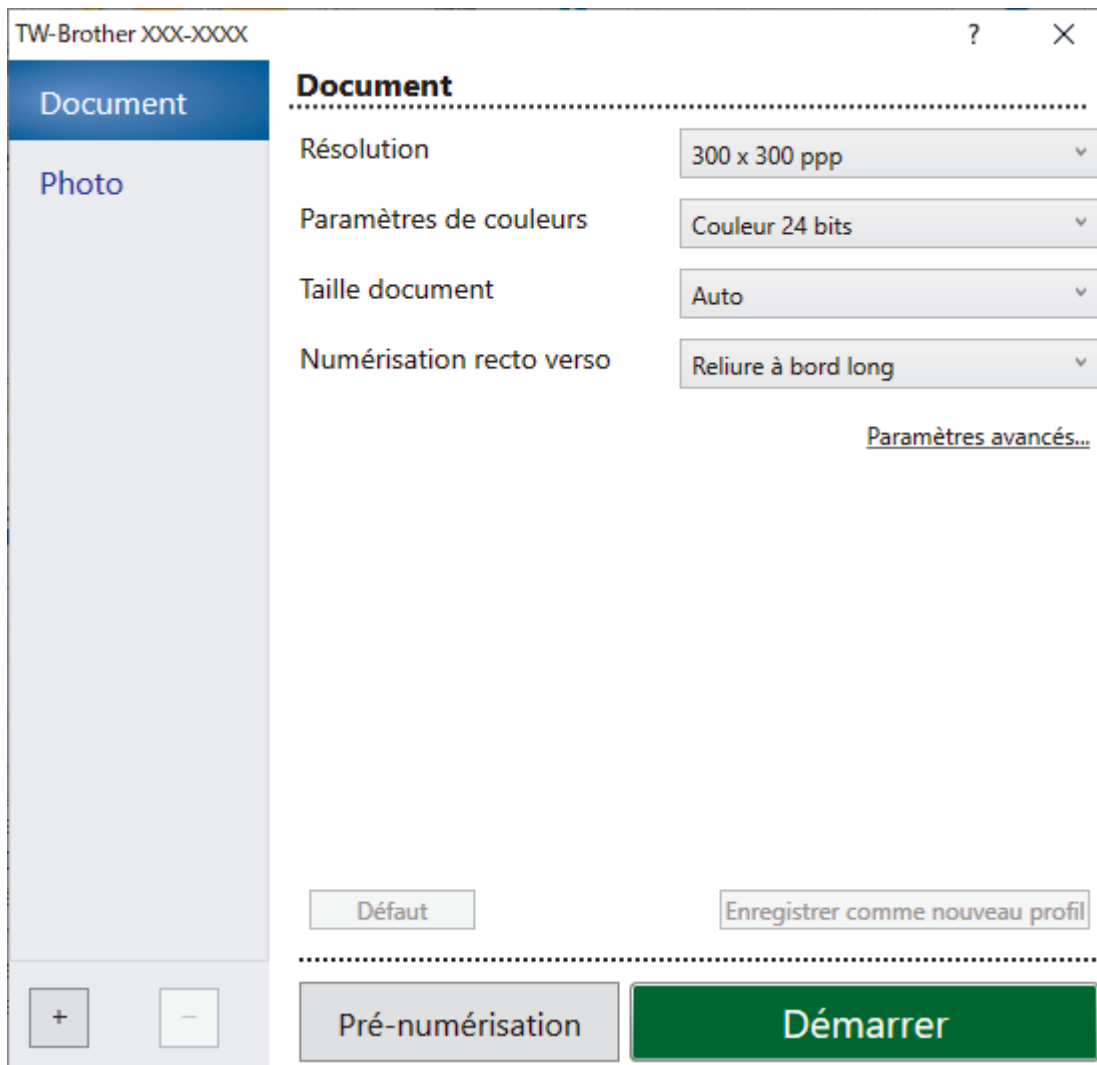 TW-Brother XXX-XXXX ? ×
Document
Photo
Document
Résolution 300 x 300 ppp
Paramètres de couleurs Couleur 24 bits
Taille document Auto
Numérisation recto verso Reliure à bord long
Paramètres avancés...
Défaut Enregistrer comme nouveau profil
+ −
Pré-numérisation Démarrer